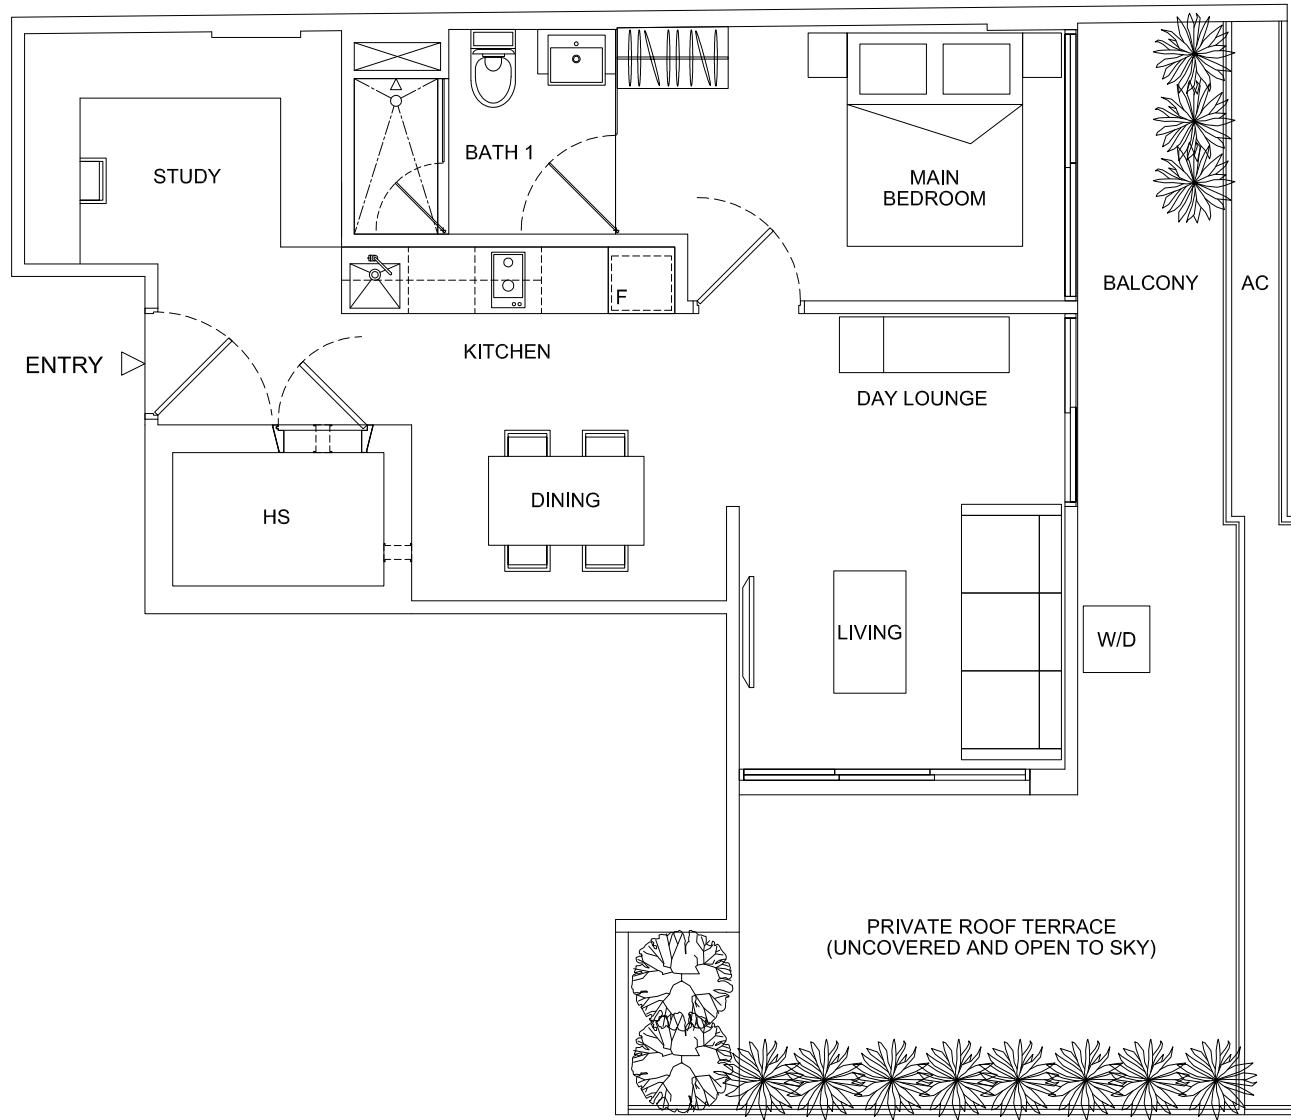 BATH 1
STUDY
MAIN
BEDROOM
BALCONY
AC
F
KITCHEN
ENTRY
DAY LOUNGE
DINING
HS
LIVING
W/D
PRIVATE ROOF TERRACE
(UNCOVERED AND OPEN TO SKY)